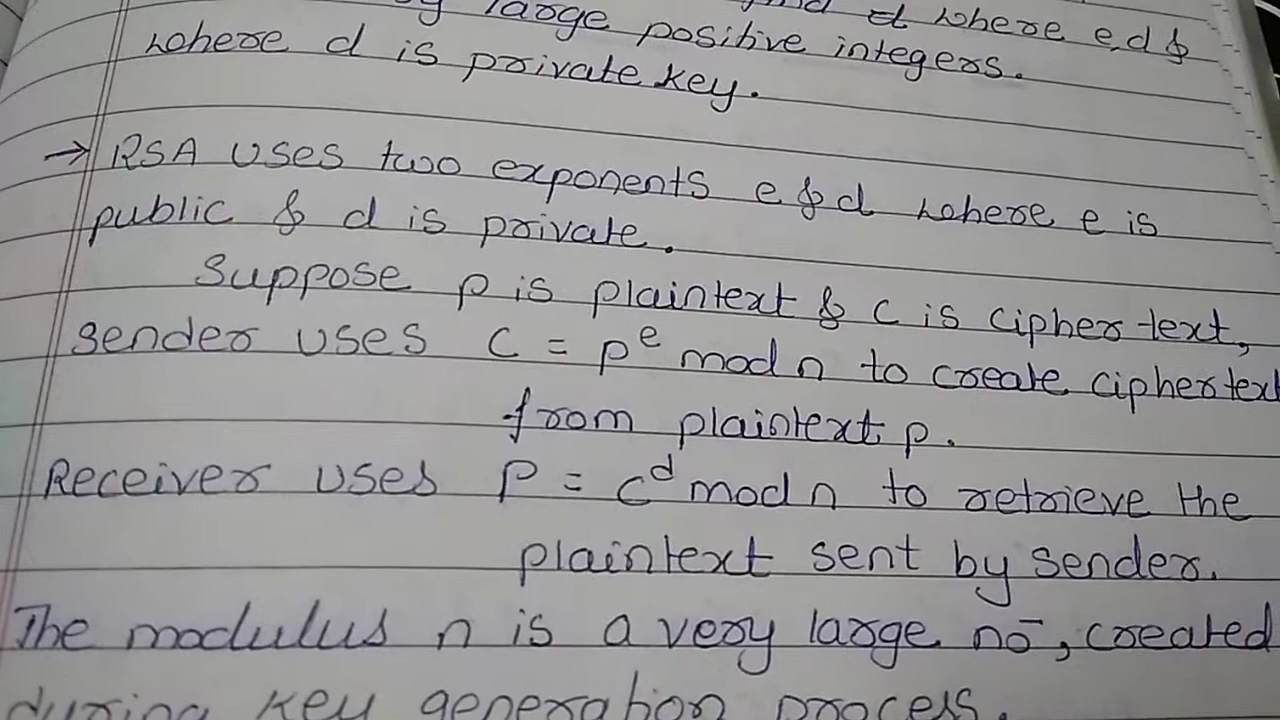 large & d where e,d &
where d is positive integers.
private key.
→ RSA uses two exponents e & d where e is
public & d is private.
Suppose p is plaintext & c is cipher text,
sender uses c = p^e mod n to create ciphertext
from plaintext p.
Receiver uses P = c^d mod n to retrieve the
plaintext sent by sender.
The modulus n is a very large no, created
during key generation process.